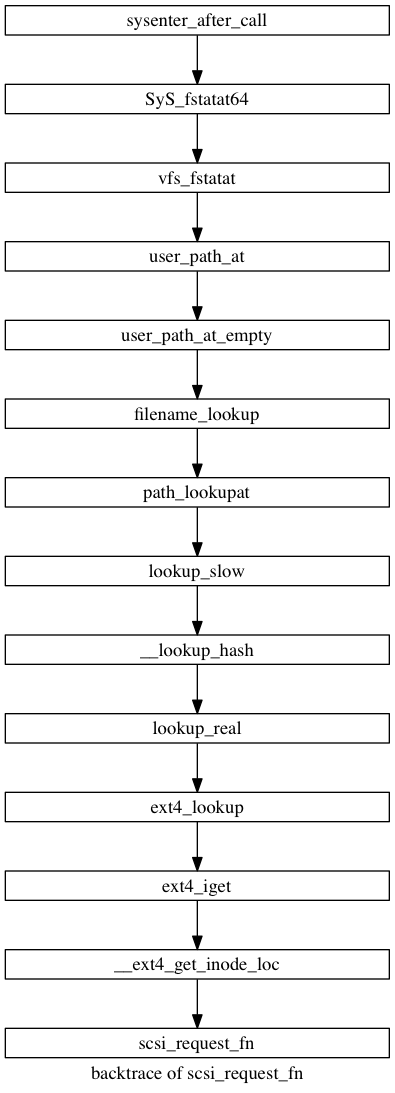 sysenter_after_call
SyS_fstatat64
vfs_fstatat
user_path_at
user_path_at_empty
filename_lookup
path_lookupat
lookup_slow
__lookup_hash
lookup_real
ext4_lookup
ext4_iget
__ext4_get_inode_loc
scsi_request_fn
backtrace of scsi_request_fn